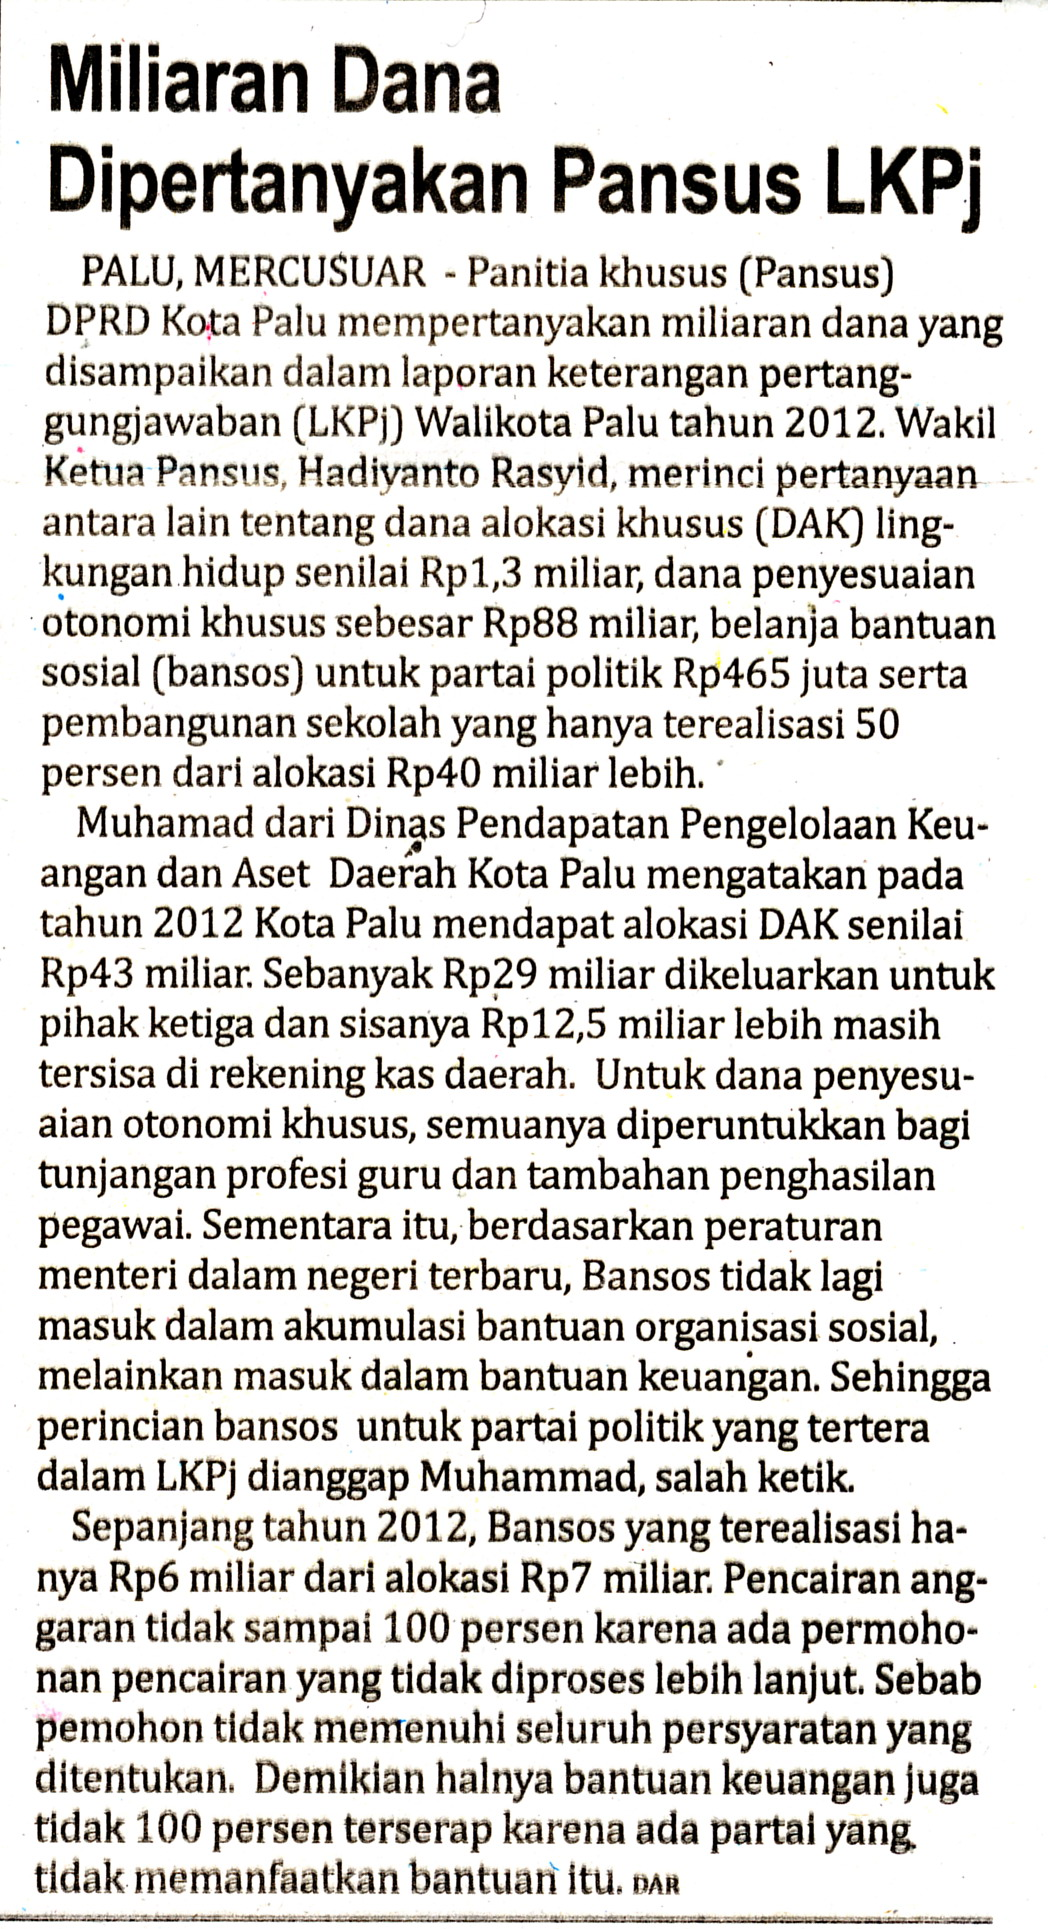 Miliaran Dana
Dipertanyakan Pansus LKPj
PALU, MERCUSUAR - Panitia khusus (Pansus)
DPRD Kota Palu mempertanyakan miliaran dana yang
disampaikan dalam laporan keterangan pertang-
gungjawaban (LKPj) Walikota Palu tahun 2012. Wakil
Ketua Pansus, Hadiyanto Rasyid, merinci pertanyaan
antara lain tentang dana alokasi khusus (DAK) ling-
kungan hidup senilai Rp1,3 miliar, dana penyesuaian
otonomi khusus sebesar Rp88 miliar, belanja bantuan
sosial (bansos) untuk partai politik Rp465 juta serta
pembangunan sekolah yang hanya terealisasi 50
persen dari alokasi Rp40 miliar lebih.
Muhamad dari Dinas Pendapatan Pengelolaan Keu-
angan dan Aset Daerah Kota Palu mengatakan pada
tahun 2012 Kota Palu mendapat alokasi DAK senilai
Rp43 miliar. Sebanyak Rp29 miliar dikeluarkan untuk
pihak ketiga dan sisanya Rp12,5 miliar lebih masih
tersisa di rekening kas daerah. Untuk dana penyesu-
aian otonomi khusus, semuanya diperuntukkan bagi
tunjangan profesi guru dan tambahan penghasilan
pegawai. Sementara itu, berdasarkan peraturan
menteri dalam negeri terbaru, Bansos tidak lagi
masuk dalam akumulasi bantuan organisasi sosial,
melainkan masuk dalam bantuan keuangan. Sehingga
perincian bansos untuk partai politik yang tertera
dalam LKPj dianggap Muhammad, salah ketik.
Sepanjang tahun 2012, Bansos yang terealisasi ha-
nya Rp6 miliar dari alokasi Rp7 miliar. Pencairan ang-
garan tidak sampai 100 persen karena ada permoho-
nan pencairan yang tidak diproses lebih lanjut. Sebab
pemohon tidak memenuhi seluruh persyaratan yang
ditentukan. Demikian halnya bantuan keuangan juga
tidak 100 persen terserap karena ada partai yang
tidak memanfaatkan bantuan itu. DAR